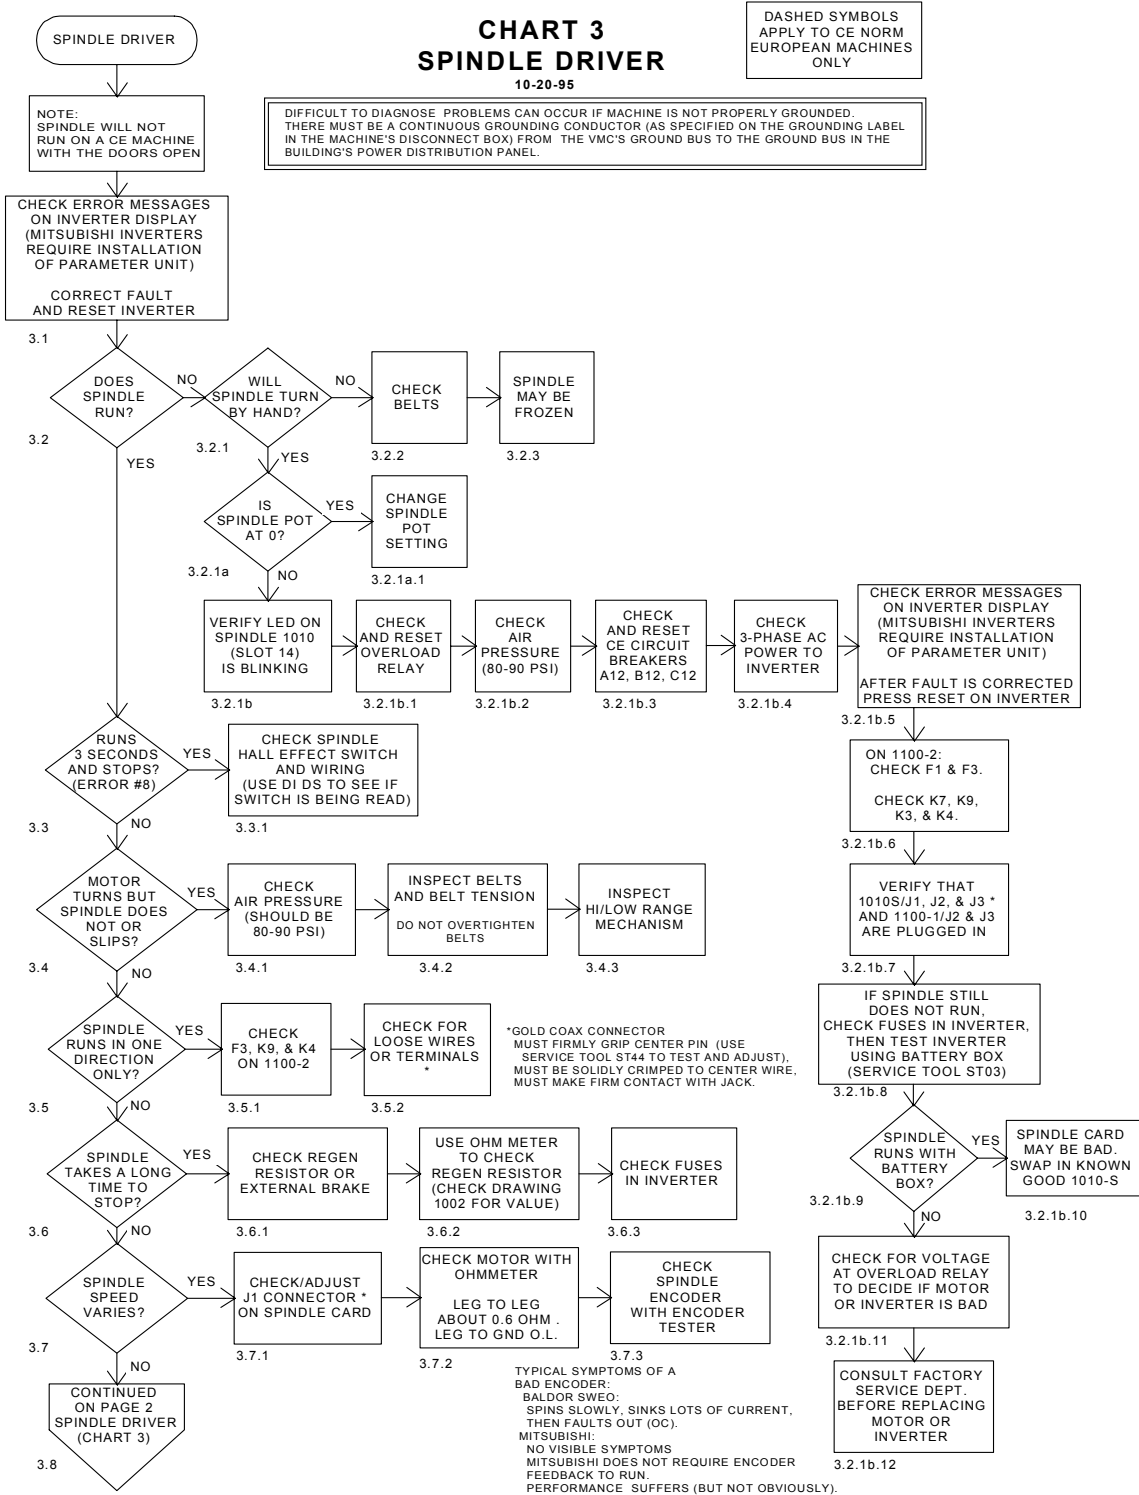 CHART 3
SPINDLE DRIVER
10-20-95
DASHED SYMBOLS
APPLY TO CE NORM
EUROPEAN MACHINES
ONLY
DIFFICULT TO DIAGNOSE PROBLEMS CAN OCCUR IF MACHINE IS NOT PROPERLY GROUNDED.
THERE MUST BE A CONTINUOUS GROUNDING CONDUCTOR (AS SPECIFIED ON THE GROUNDING LABEL
IN THE MACHINE'S DISCONNECT BOX) FROM THE VMC'S GROUND BUS TO THE GROUND BUS IN THE
BUILDING'S POWER DISTRIBUTION PANEL.
SPINDLE DRIVER
NOTE:
SPINDLE WILL NOT
RUN ON A CE MACHINE
WITH THE DOORS OPEN
CHECK ERROR MESSAGES
ON INVERTER DISPLAY
(MITSUBISHI INVERTERS
REQUIRE INSTALLATION
OF PARAMETER UNIT)
CORRECT FAULT
AND RESET INVERTER
3.1
DOES
SPINDLE
RUN?
3.2
NO
YES
WILL
SPINDLE TURN
BY HAND?
3.2.1
NO
YES
CHECK
BELTS
3.2.2
SPINDLE
MAY BE
FROZEN
3.2.3
IS
SPINDLE POT
AT 0?
3.2.1a
YES
NO
CHANGE
SPINDLE
POT
SETTING
3.2.1a.1
VERIFY LED ON
SPINDLE 1010
(SLOT 14)
IS BLINKING
3.2.1b
CHECK
AND RESET
OVERLOAD
RELAY
3.2.1b.1
CHECK
AIR
PRESSURE
(80-90 PSI)
3.2.1b.2
CHECK
AND RESET
CE CIRCUIT
BREAKERS
A12, B12, C12
3.2.1b.3
CHECK
3-PHASE AC
POWER TO
INVERTER
3.2.1b.4
CHECK ERROR MESSAGES
ON INVERTER DISPLAY
(MITSUBISHI INVERTERS
REQUIRE INSTALLATION
OF PARAMETER UNIT)
AFTER FAULT IS CORRECTED
PRESS RESET ON INVERTER
3.2.1b.5
ON 1100-2:
CHECK F1 & F3.
CHECK K7, K9,
K3, & K4.
3.2.1b.6
VERIFY THAT
1010S/J1, J2, & J3 *
AND 1100-1/J2 & J3
ARE PLUGGED IN
3.2.1b.7
IF SPINDLE STILL
DOES NOT RUN,
CHECK FUSES IN INVERTER,
THEN TEST INVERTER
USING BATTERY BOX
(SERVICE TOOL ST03)
3.2.1b.8
SPINDLE
RUNS WITH
BATTERY
BOX?
3.2.1b.9
YES
NO
SPINDLE CARD
MAY BE BAD.
SWAP IN KNOWN
GOOD 1010-S
3.2.1b.10
CHECK FOR VOLTAGE
AT OVERLOAD RELAY
TO DECIDE IF MOTOR
OR INVERTER IS BAD
3.2.1b.11
CONSULT FACTORY
SERVICE DEPT.
BEFORE REPLACING
MOTOR OR
INVERTER
3.2.1b.12
RUNS
3 SECONDS
AND STOPS?
(ERROR #8)
3.3
YES
NO
CHECK SPINDLE
HALL EFFECT SWITCH
AND WIRING
(USE DI DS TO SEE IF
SWITCH IS BEING READ)
3.3.1
MOTOR
TURNS BUT
SPINDLE DOES
NOT OR
SLIPS?
3.4
YES
NO
CHECK
AIR PRESSURE
(SHOULD BE
80-90 PSI)
3.4.1
INSPECT BELTS
AND BELT TENSION
DO NOT OVERTIGHTEN
BELTS
3.4.2
INSPECT
HI/LOW RANGE
MECHANISM
3.4.3
SPINDLE
RUNS IN ONE
DIRECTION
ONLY?
3.5
YES
NO
CHECK
F3, K9, & K4
ON 1100-2
3.5.1
CHECK FOR
LOOSE WIRES
OR TERMINALS
*
3.5.2
*GOLD COAX CONNECTOR
MUST FIRMLY GRIP CENTER PIN (USE
SERVICE TOOL ST44 TO TEST AND ADJUST),
MUST BE SOLIDLY CRIMPED TO CENTER WIRE,
MUST MAKE FIRM CONTACT WITH JACK.
SPINDLE
TAKES A LONG
TIME TO
STOP?
3.6
YES
NO
CHECK REGEN
RESISTOR OR
EXTERNAL BRAKE
3.6.1
USE OHM METER
TO CHECK
REGEN RESISTOR
(CHECK DRAWING
1002 FOR VALUE)
3.6.2
CHECK FUSES
IN INVERTER
3.6.3
SPINDLE
SPEED
VARIES?
3.7
YES
NO
CHECK/ADJUST
J1 CONNECTOR *
ON SPINDLE CARD
3.7.1
CHECK MOTOR WITH
OHMMETER
LEG TO LEG
ABOUT 0.6 OHM .
LEG TO GND O.L.
3.7.2
CHECK
SPINDLE
ENCODER
WITH ENCODER
TESTER
3.7.3
TYPICAL SYMPTOMS OF A
BAD ENCODER:
BALDOR SWEO:
SPINS SLOWLY, SINKS LOTS OF CURRENT,
THEN FAULTS OUT (OC).
MITSUBISHI:
NO VISIBLE SYMPTOMS
MITSUBISHI DOES NOT REQUIRE ENCODER
FEEDBACK TO RUN.
PERFORMANCE SUFFERS (BUT NOT OBVIOUSLY).
CONTINUED
ON PAGE 2
SPINDLE DRIVER
(CHART 3)
3.8